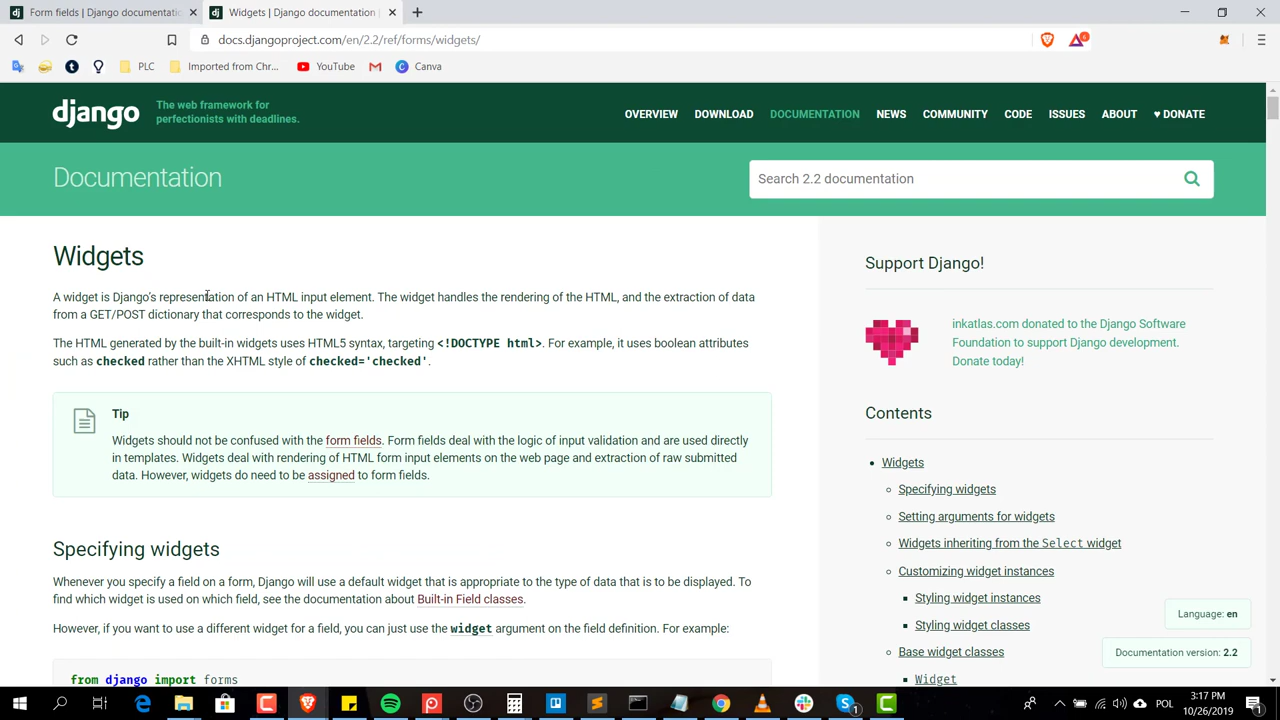 Form fields | Django documentatio
Widgets | Django documentation |
docs.djangoproject.com/en/2.2/ref/forms/widgets/
6
PLC
Imported from Chr...
YouTube
Canva
django
The web framework for
perfectionists with deadlines.
OVERVIEW DOWNLOAD DOCUMENTATION NEWS COMMUNITY CODE ISSUES ABOUT ♥ DONATE
Documentation
Search 2.2 documentation
Widgets
A widget is Django’s representation of an HTML input element. The widget handles the rendering of the HTML, and the extraction of data
from a GET/POST dictionary that corresponds to the widget.
The HTML generated by the built-in widgets uses HTML5 syntax, targeting <!DOCTYPE html>. For example, it uses boolean attributes
such as checked rather than the XHTML style of checked='checked'.
Tip
Widgets should not be confused with the form fields. Form fields deal with the logic of input validation and are used directly
in templates. Widgets deal with rendering of HTML form input elements on the web page and extraction of raw submitted
data. However, widgets do need to be assigned to form fields.
Specifying widgets
Whenever you specify a field on a form, Django will use a default widget that is appropriate to the type of data that is to be displayed. To
find which widget is used on which field, see the documentation about Built-in Field classes.
However, if you want to use a different widget for a field, you can just use the widget argument on the field definition. For example:
from django import forms
Support Django!
inkatlas.com donated to the Django Software
Foundation to support Django development.
Donate today!
Contents
Widgets
Specifying widgets
Setting arguments for widgets
Widgets inheriting from the Select widget
Customizing widget instances
Styling widget instances
Styling widget classes
Base widget classes
Widget
Language: en
Documentation version: 2.2
POL
3:17 PM
10/26/2019